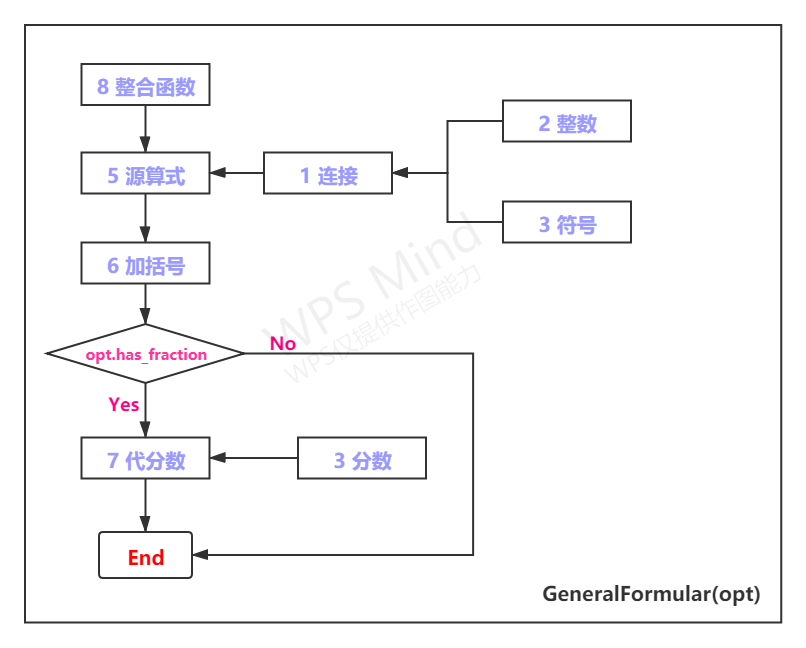 8 整合函数
2 整数
5 源算式
1 连接
3 符号
6 加括号
WPS Mind
WPS仅提供作图能力
opt.has_fraction
No
Yes
7 代分数
3 分数
End
GeneralFormular(opt)